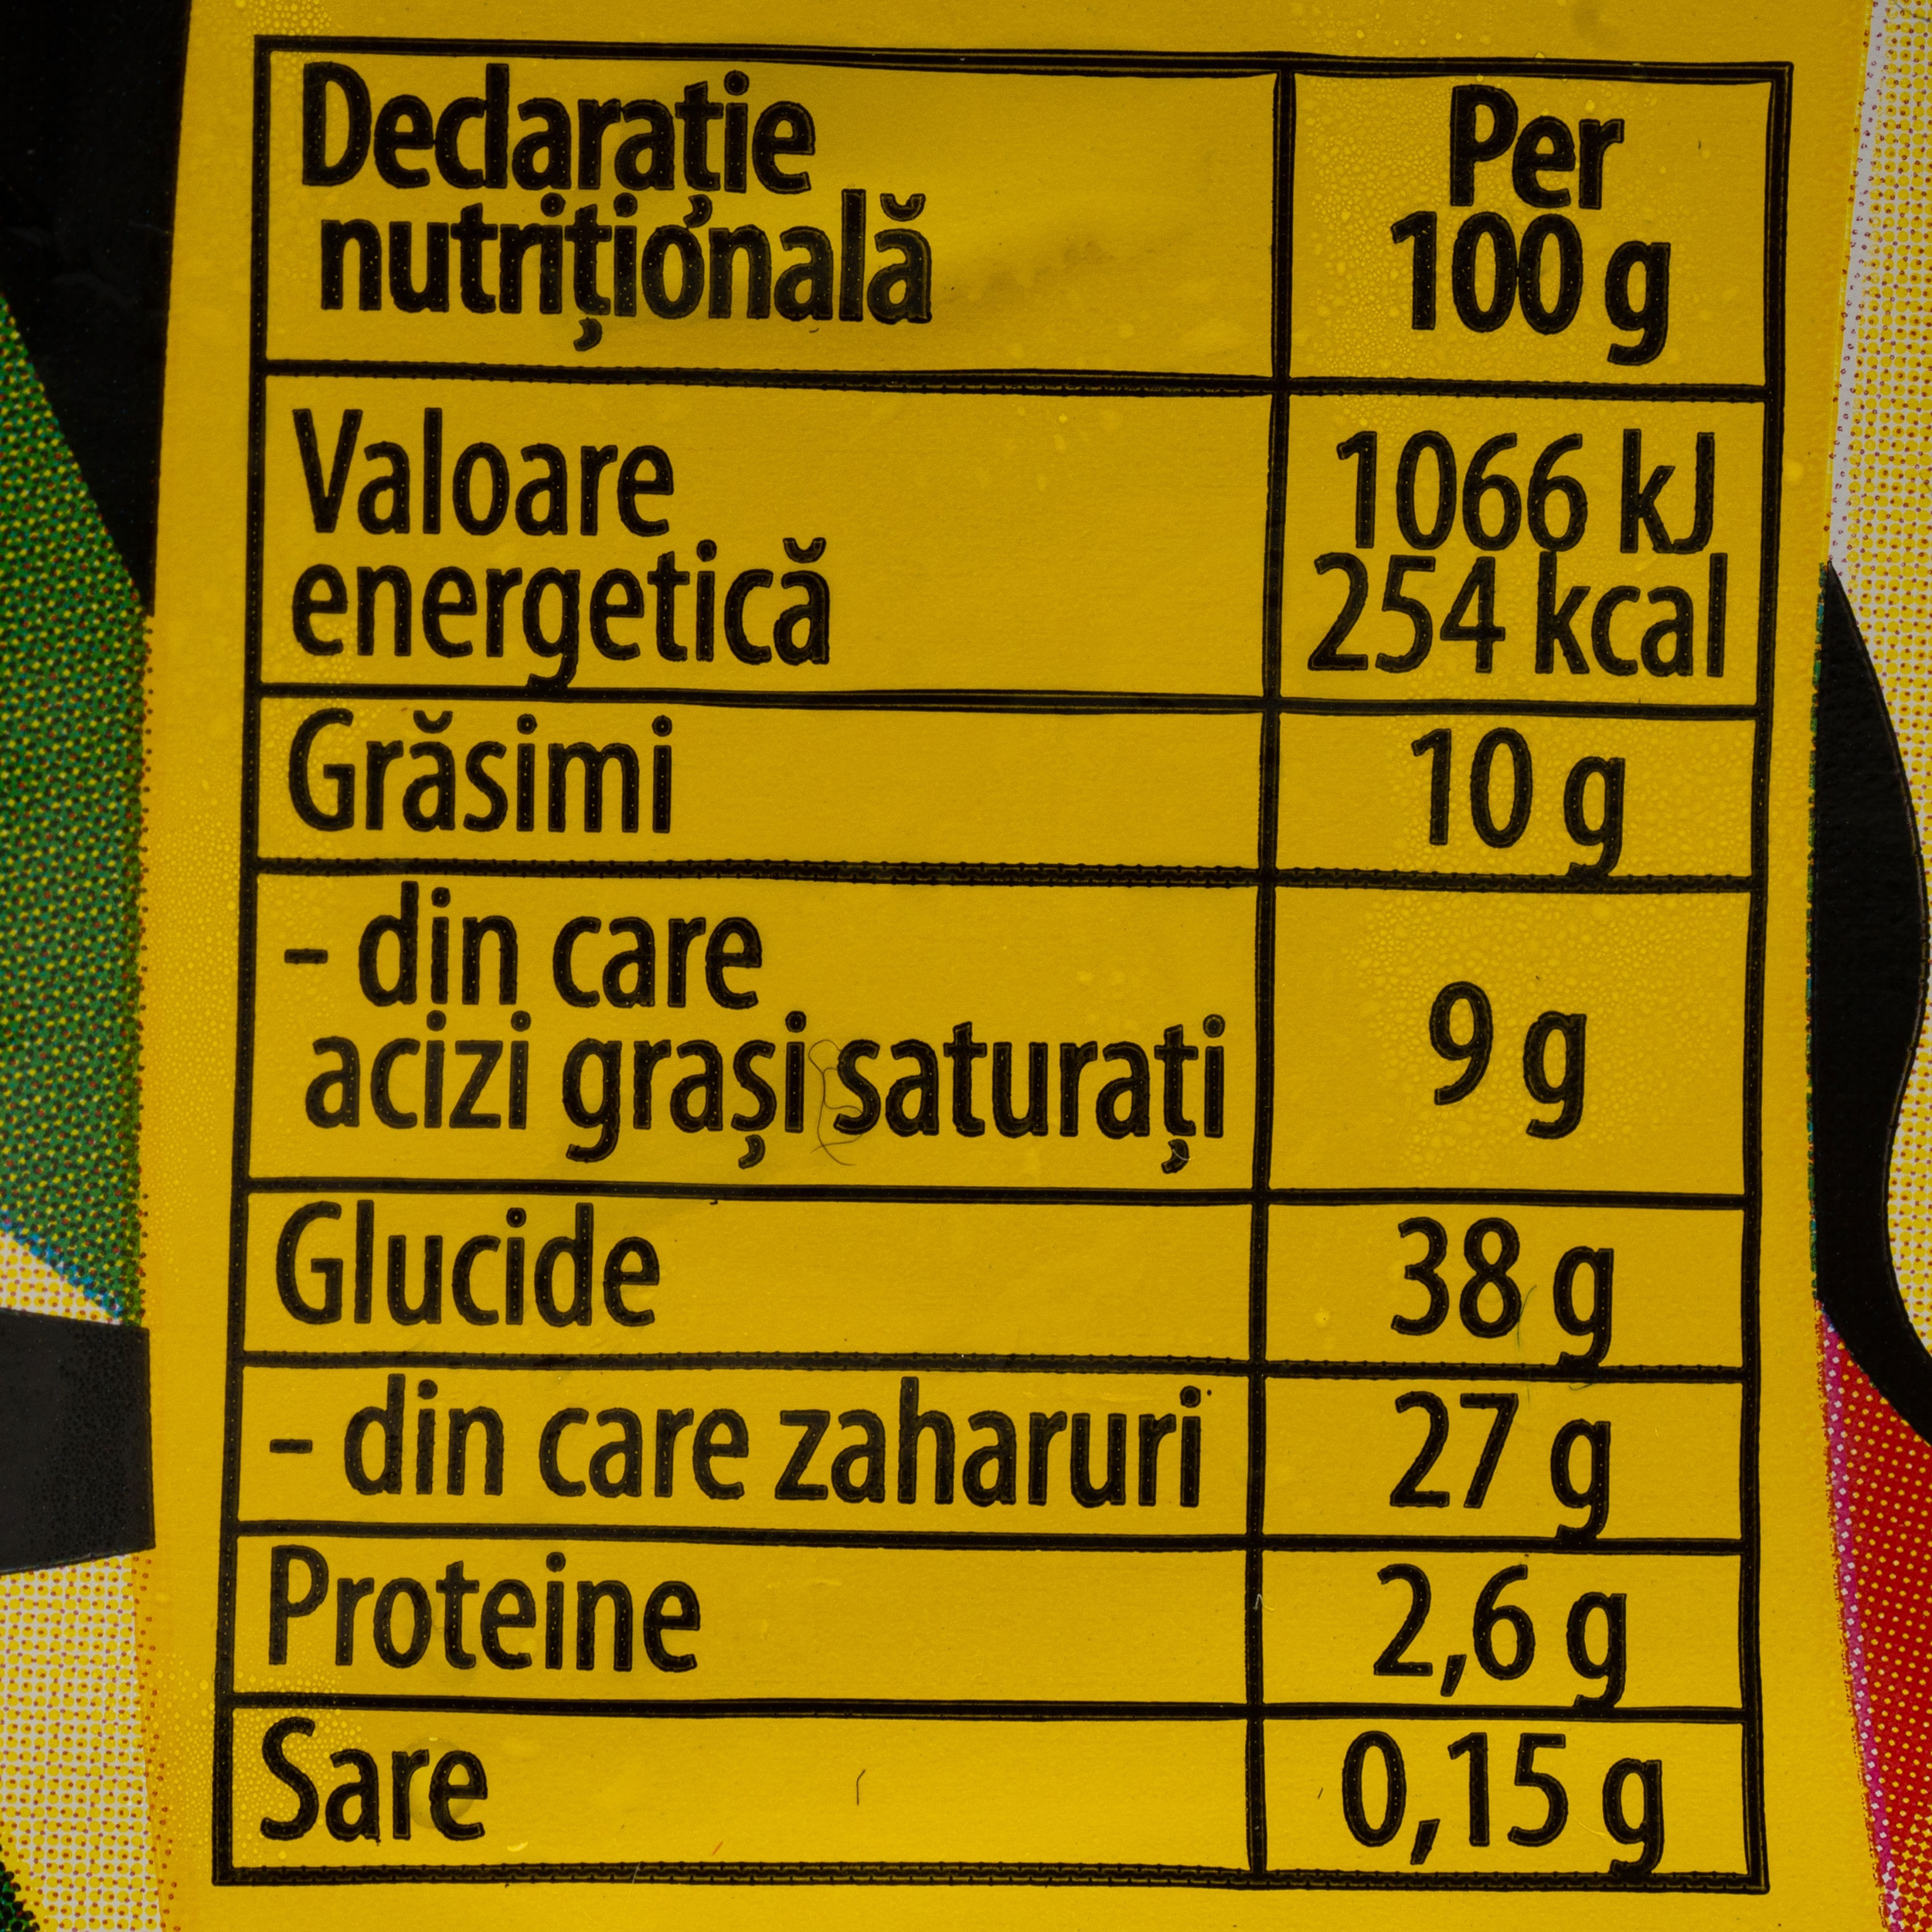 Declarație
nutrițională
Per
100 g
Valoare
energetică
1066 kJ
254 kcal
Grăsimi
10 g
- din care
acizi grași saturați
9 g
Glucide
38 g
- din care zaharuri
27 g
Proteine
2,6 g
Sare
0,15 g